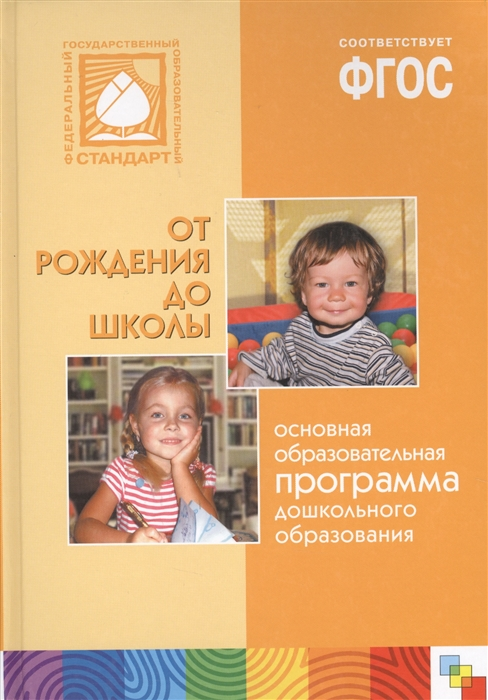 ФЕДЕРАЛЬНЫЙ
ГОСУДАРСТВЕННЫЙ
ОБРАЗОВАТЕЛЬНЫЙ
СТАНДАРТ
СООТВЕТСТВУЕТ
ФГОС
ОТ
РОЖДЕНИЯ
ДО
ШКОЛЫ
основная
образовательная
программа
дошкольного
образования